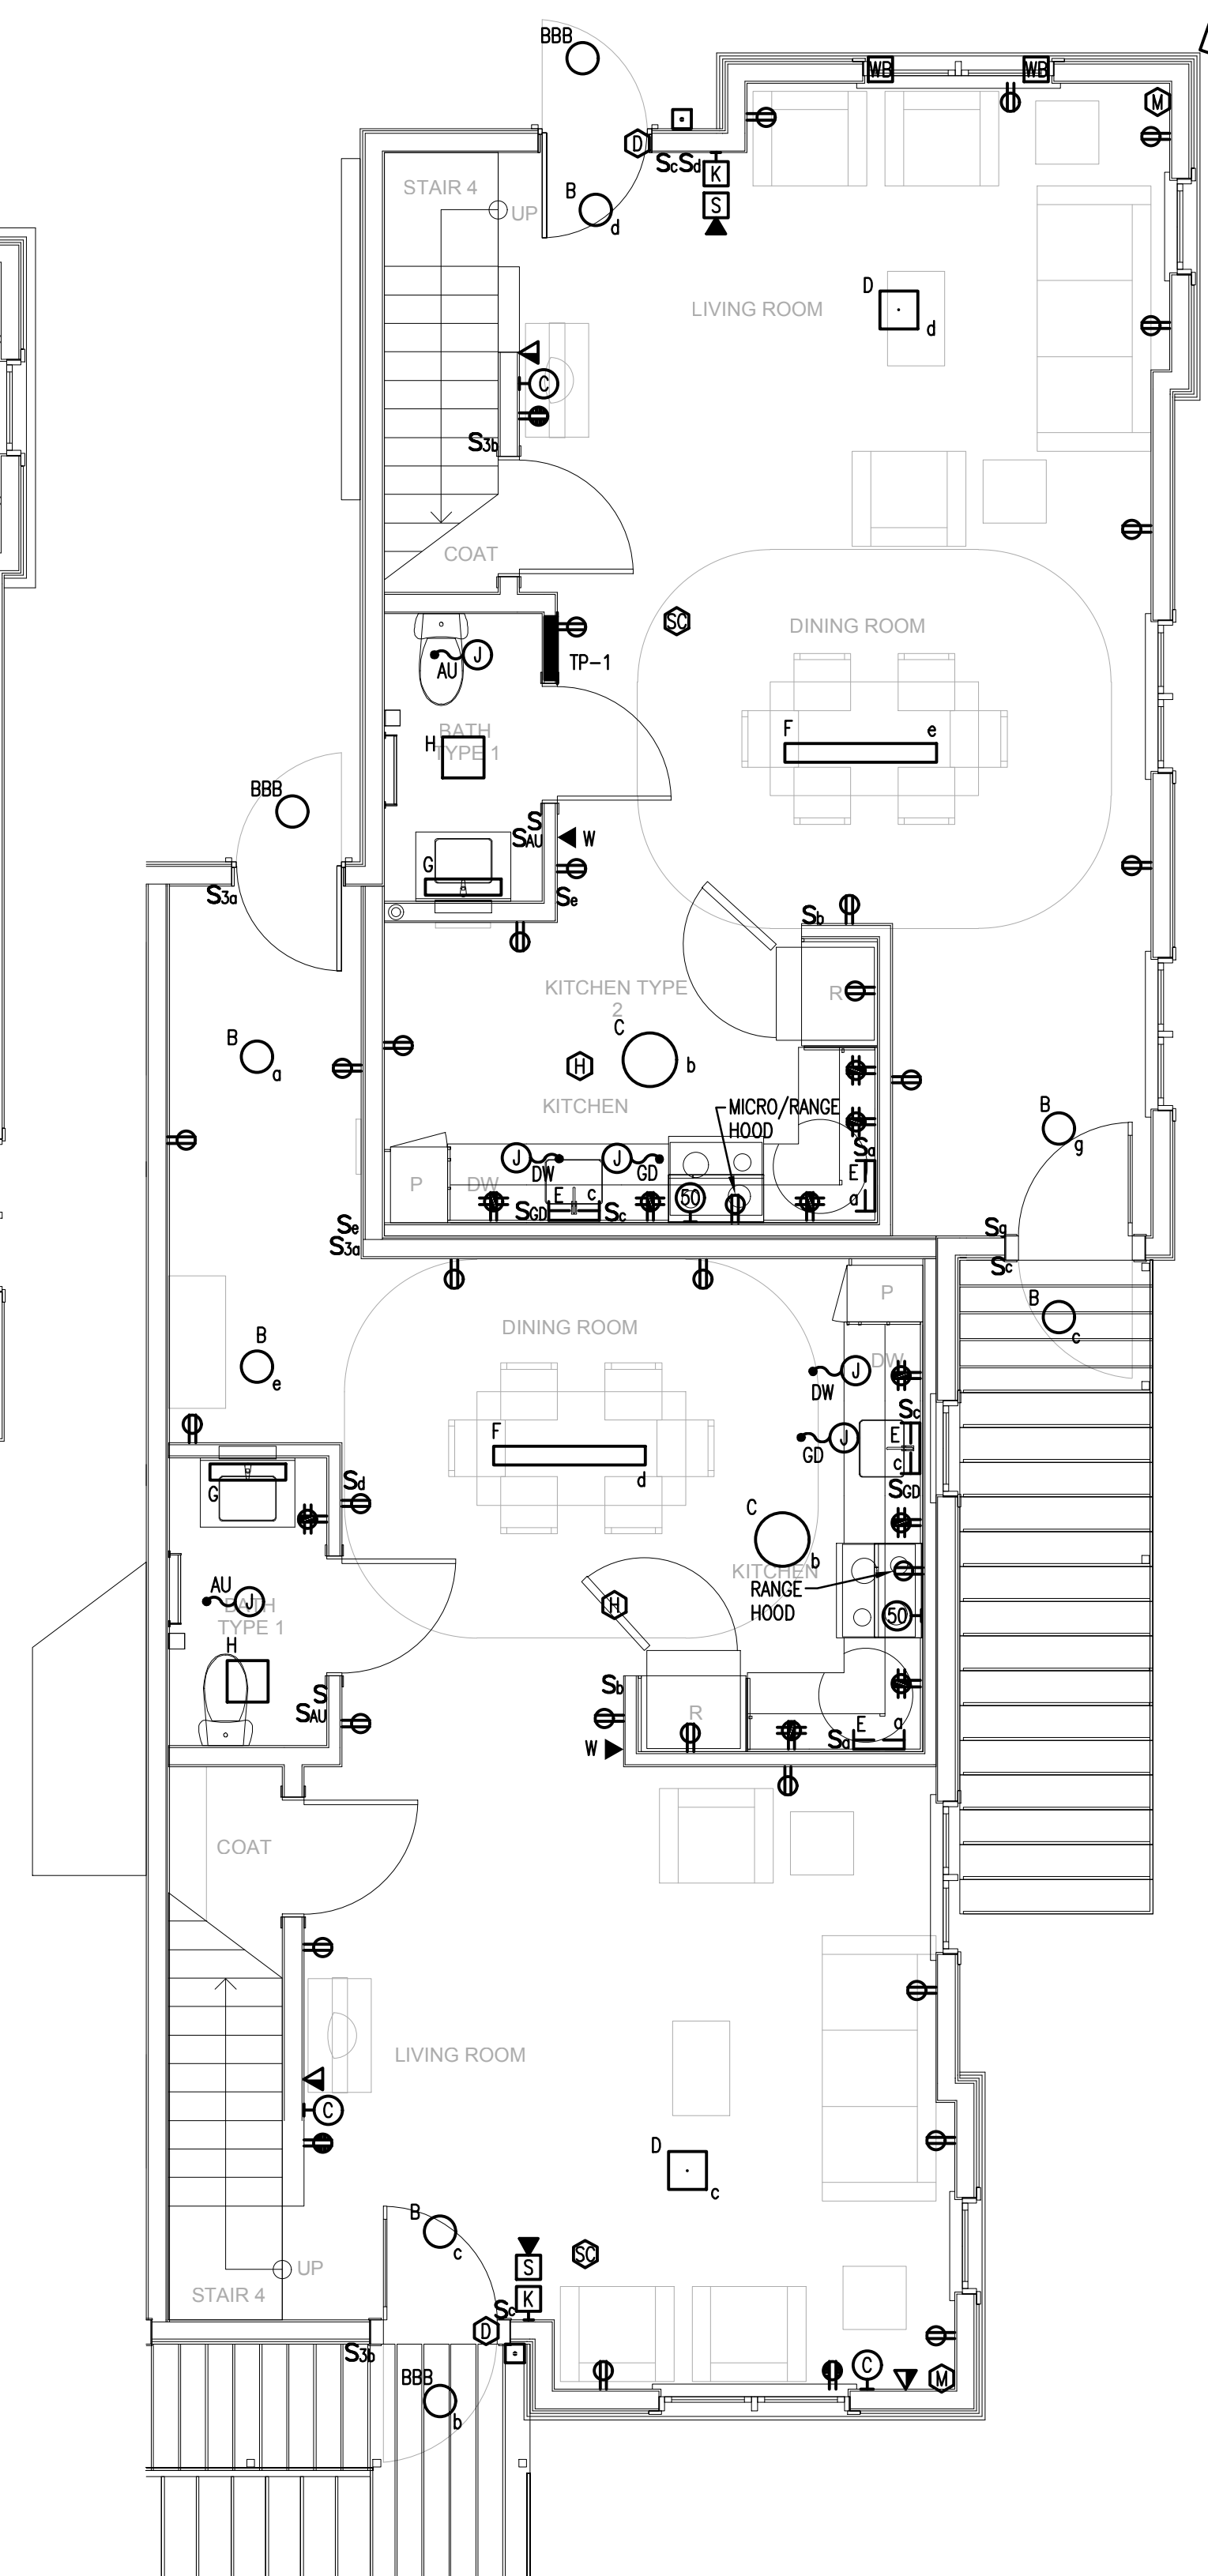 BBB
WB WB
M
D
ScSd
K
STAIR 4
B
S
UP
d
D
LIVING ROOM
d
C
S3b
COAT
SC
DINING ROOM
J
TP-1
AU
BATH
H
TYPE 1
F e
BBB
S
SAU
W
G
S3a
Se
Sb
KITCHEN TYPE
2
R
C
B
a
H
b
KITCHEN
MICRO/RANGE
HOOD
B
g
J J
DW GD
Sa
P
DW
E
a
E c
50
SGD
Sc
Se
S3a
Sg
Sc
P
B
c
DINING ROOM
B
e
DW
J
DW
Sc
F
d
J
E
GD
c
Sd
G
SGD
C
b
KITCHEN
AU
J
BATH
TYPE 1
RANGE
HOOD
H
50
H
Sb
R
S
SAU
E a
Sa
W
COAT
LIVING ROOM
C
D
c
B
c
SC
S
UP
K
STAIR 4
Sc
D
S3b
C
M
BBB
b